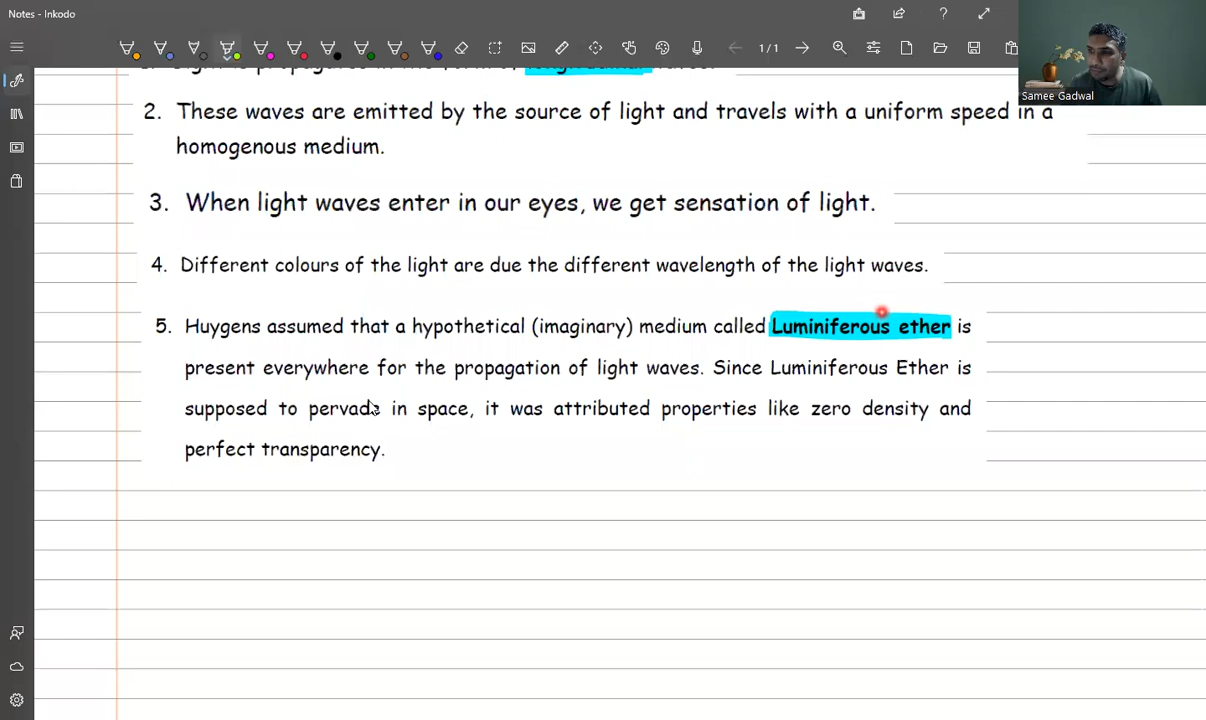 Notes - Inkodo
1/1
Samee Gadwal
2. These waves are emitted by the source of light and travels with a uniform speed in a
homogenous medium.
3. When light waves enter in our eyes, we get sensation of light.
4. Different colours of the light are due the different wavelength of the light waves.
5. Huygens assumed that a hypothetical (imaginary) medium called Luminiferous ether is
present everywhere for the propagation of light waves. Since Luminiferous Ether is
supposed to pervade in space, it was attributed properties like zero density and
perfect transparency.